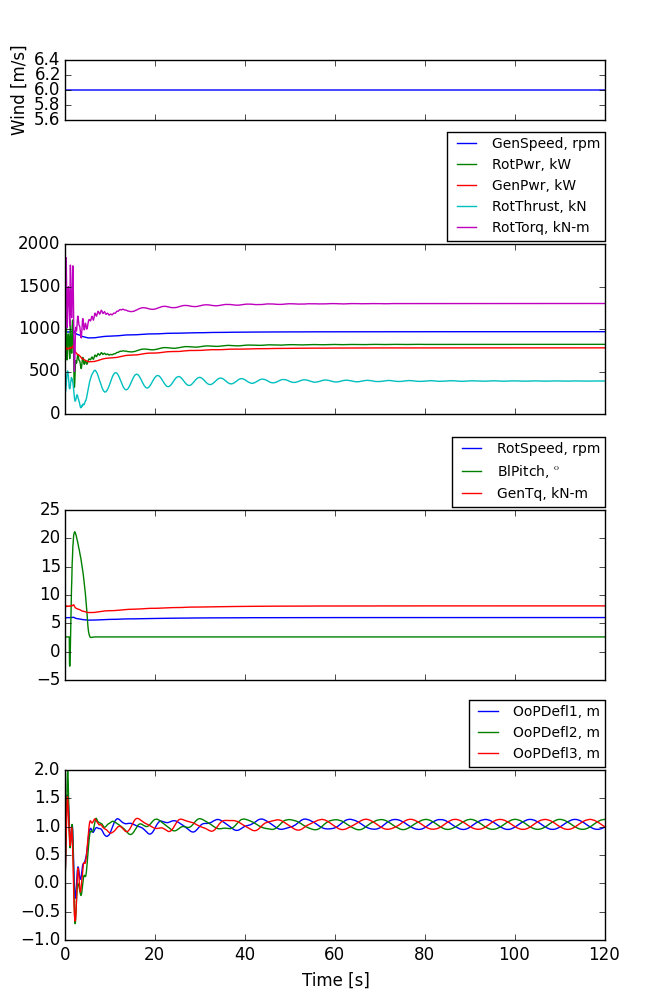 Wind [m/s]
6.4
6.2
6.0
5.8
5.6
GenSpeed, rpm
RotPwr, kW
GenPwr, kW
RotThrust, kN
RotTorq, kN-m
2000
1500
1000
500
0
RotSpeed, rpm
BlPitch, °
GenTq, kN-m
25
20
15
10
5
0
−5
OoPDefl1, m
OoPDefl2, m
OoPDefl3, m
2.0
1.5
1.0
0.5
0.0
−0.5
−1.0
0 20 40 60 80 100 120
Time [s]